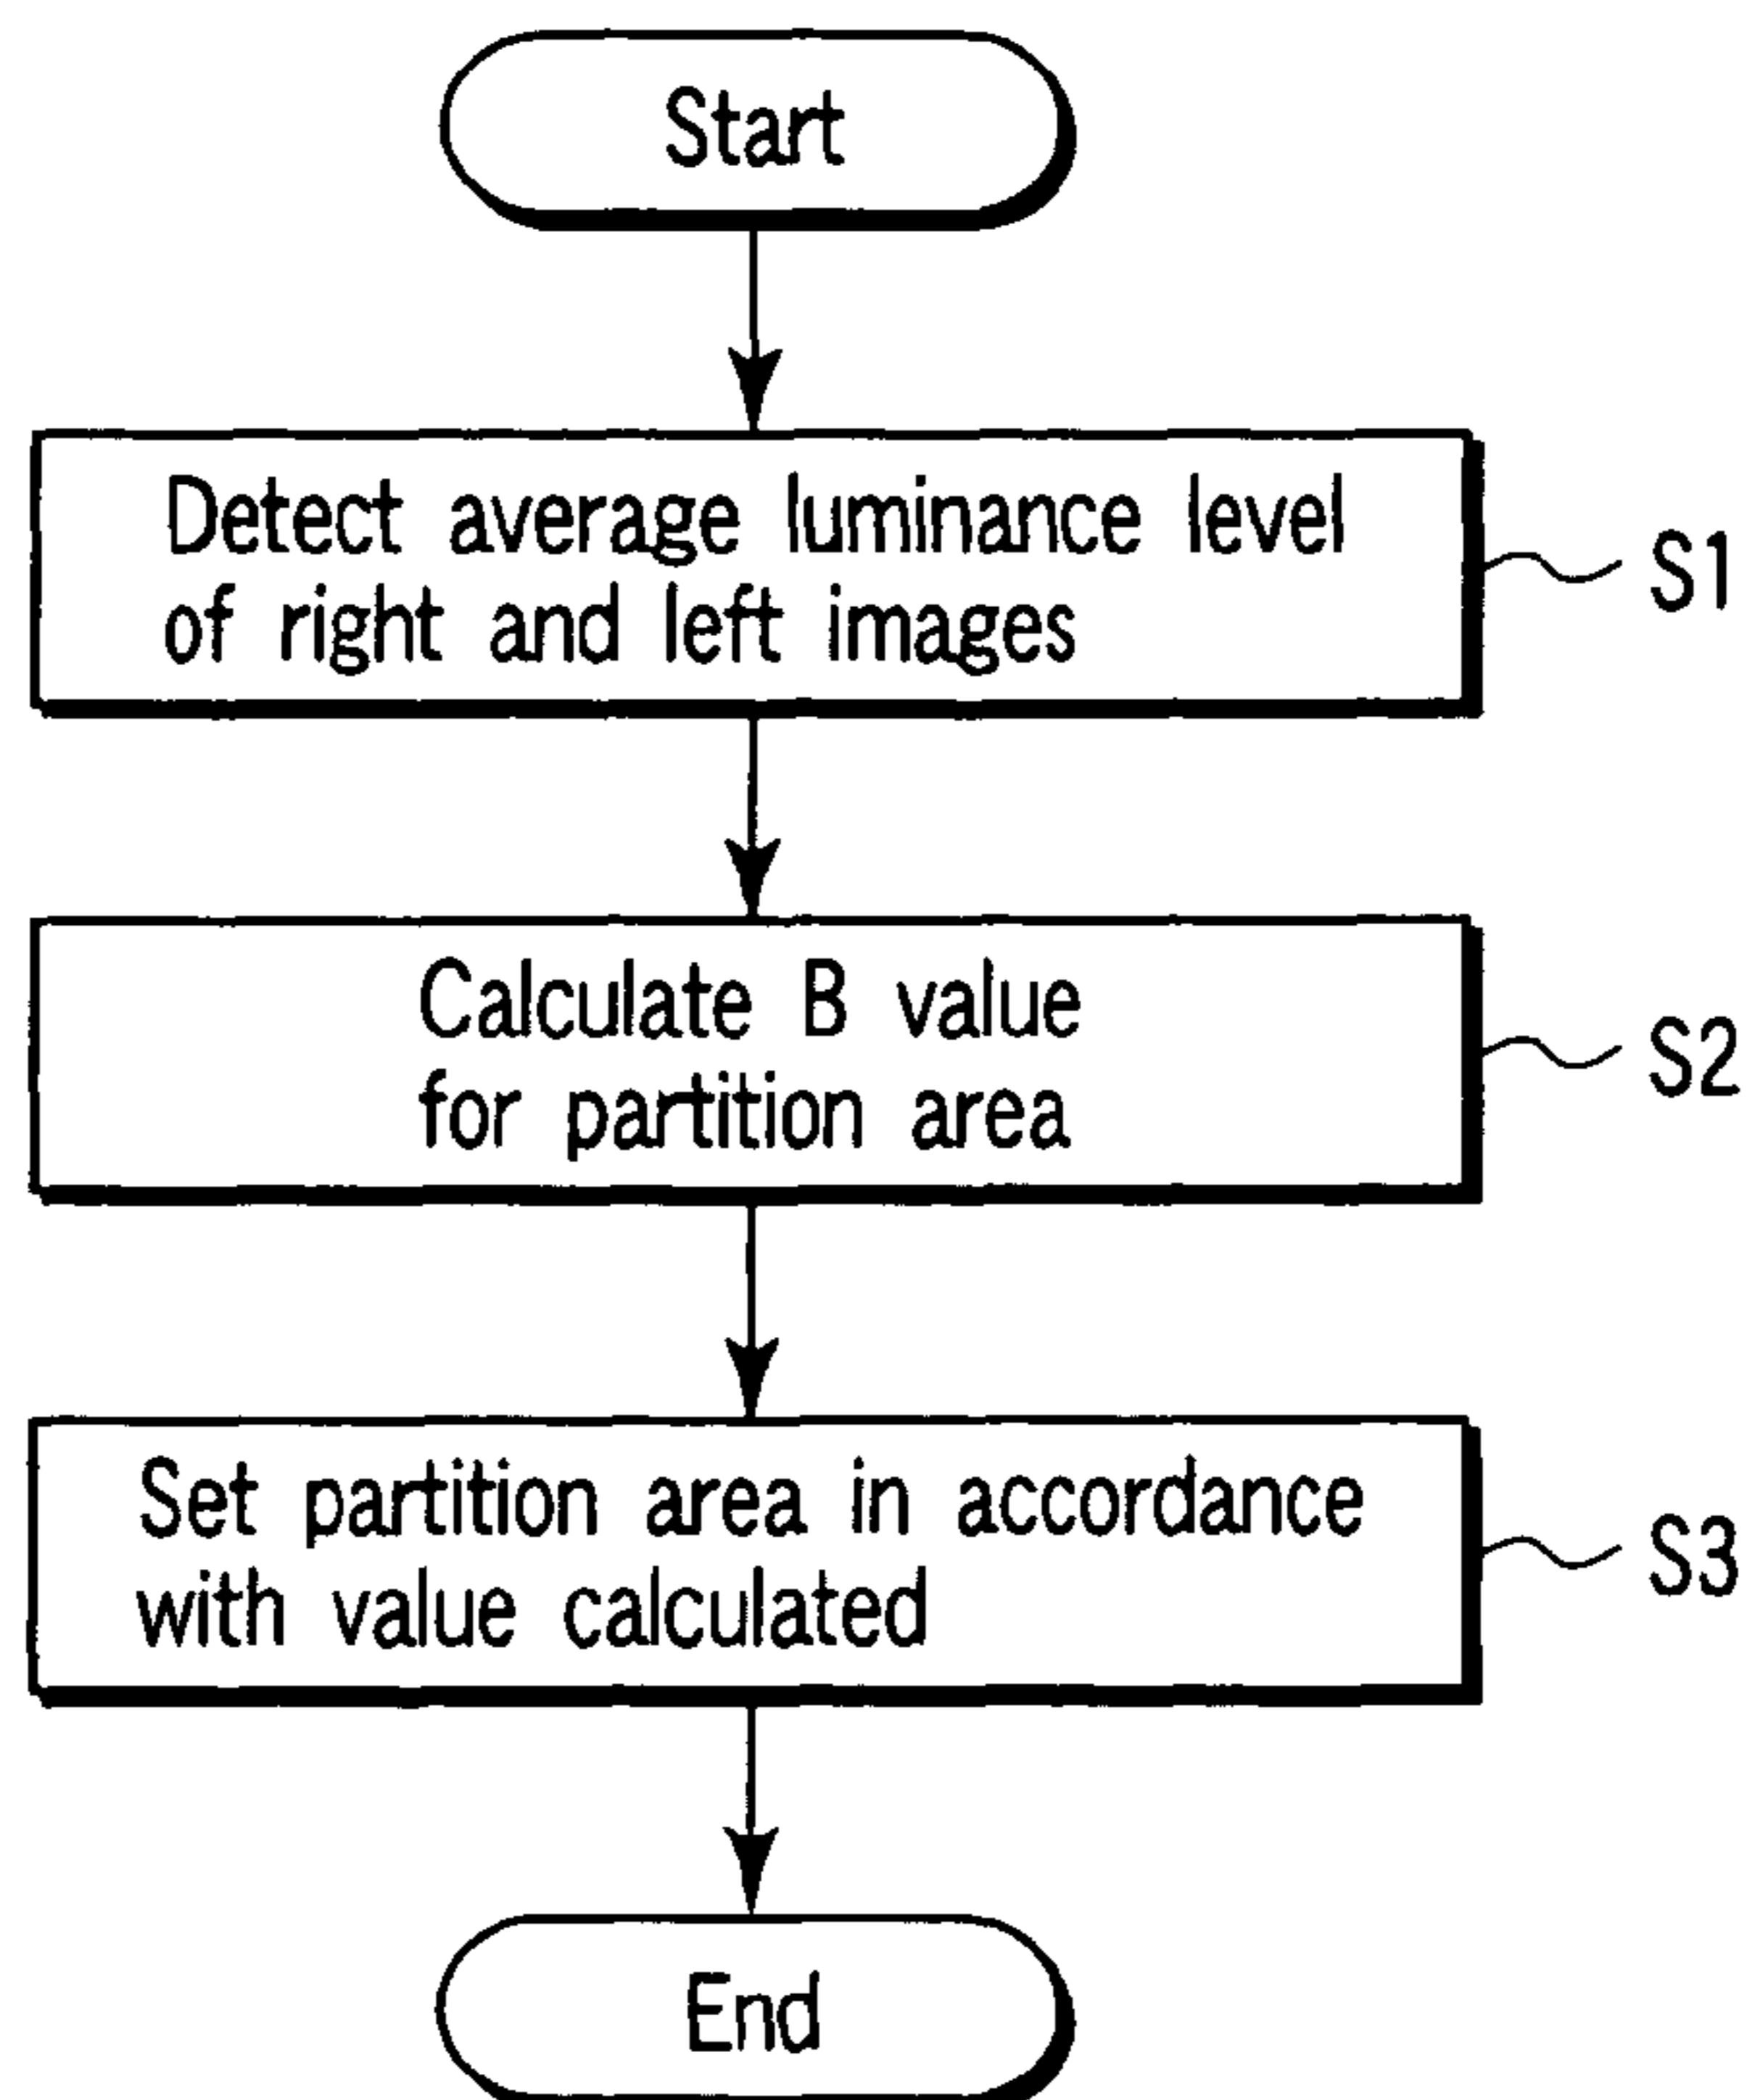 Start
Detect average luminance level
of right and left images
S1
Calculate B value
for partition area
S2
Set partition area in accordance
with value calculated
S3
End